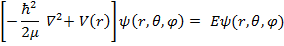 [-ℏ²/2μ ∇² + V(r)] ψ(r, θ, φ) = Eψ(r, θ, φ)